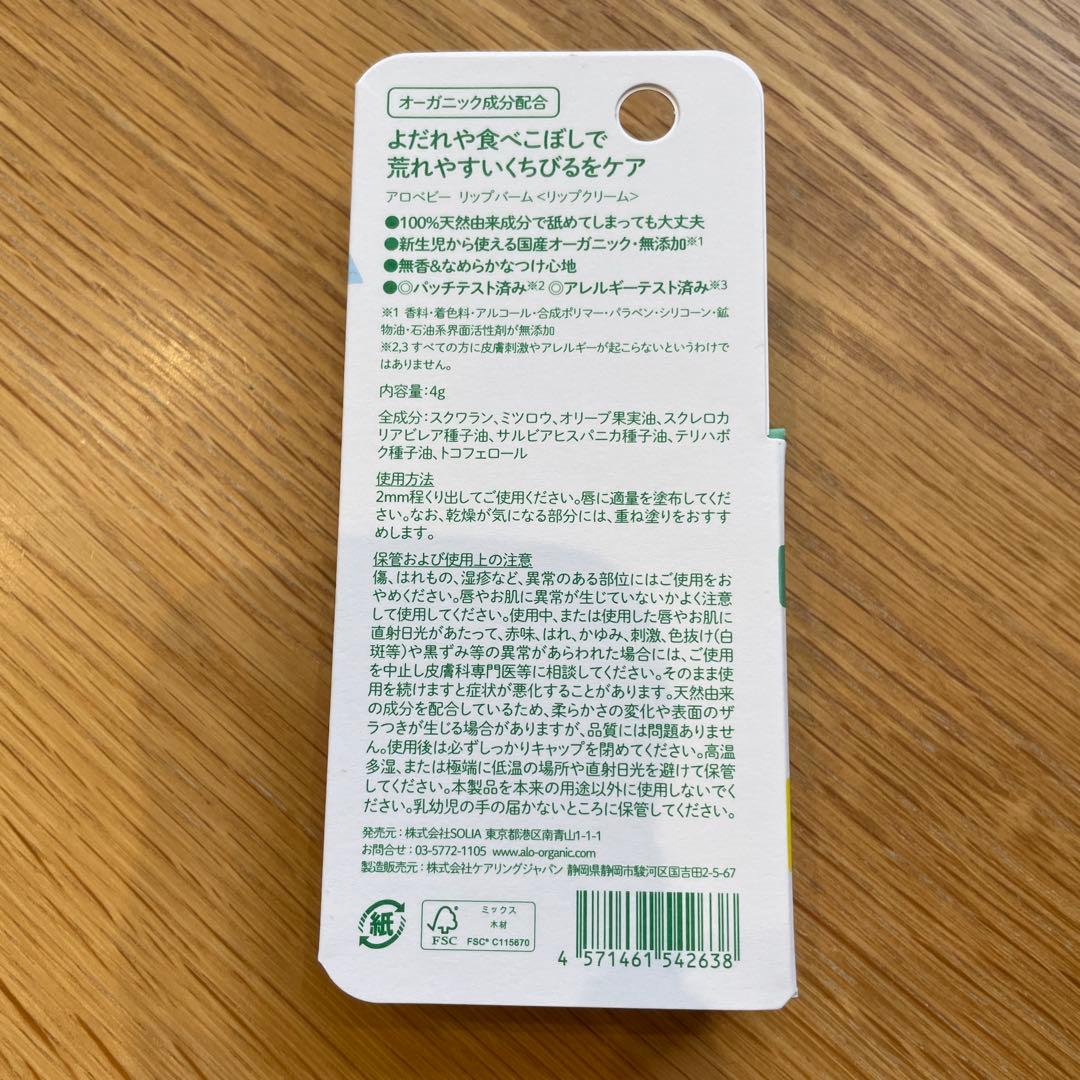 オーガニック成分配合
よだれや食べこぼしで
荒れやすいくちびるをケア
アロベビー リップバーム<リップクリーム>
●100%天然由来成分で舐めてしまっても大丈夫
●新生児から使える国産オーガニック・無添加※1
●無香&なめらかなつけ心地
●◎パッチテスト済み※2 ◎アレルギーテスト済み※3
※1 香料・着色料・アルコール・合成ポリマー・パラベン・シリコーン・鉱
物油・石油系界面活性剤が無添加
※2,3 すべての方に皮膚刺激やアレルギーが起こらないというわけで
はありません。
内容量:4g
全成分:スクワラン、ミツロウ、オリーブ果実油、スクレロカ
リアビレア種子油、サルビアヒスパニカ種子油、テリハボ
ク種子油、トコフェロール
使用方法
2mm程くり出してご使用ください。唇に適量を塗布してくだ
さい。なお、乾燥が気になる部分には、重ね塗りをおすす
めします。
保管および使用上の注意
傷、はれもの、湿疹など、異常のある部位にはご使用をお
やめください。唇やお肌に異常が生じていないかよく注意
して使用してください。使用中、または使用した唇やお肌に
直射日光があたって、赤味、はれ、かゆみ、刺激、色抜け(白
斑等)や黒ずみ等の異常があらわれた場合には、ご使用
を中止し皮膚科専門医等に相談してください。そのまま使
用を続けますと症状が悪化することがあります。天然由来
の成分を配合しているため、柔らかさの変化や表面のザ
ラつきが生じる場合がありますが、品質には問題ありませ
ん。使用後は必ずしっかりキャップを閉めてください。高温
多湿、または極端に低温の場所や直射日光を避けて保管
してください。本製品を本来の用途以外に使用しないでく
ださい。乳幼児の手の届かないところに保管してください。
発売元:株式会社SOLIA 東京都港区南青山1-1-1
お問合せ:03-5772-1105 www.alo-organic.com
製造販売元:株式会社ケアリングジャパン 静岡県静岡市駿河区国吉田2-5-67
紙
FSC
ミックス
木材
FSC® C115670
4 571461 542638